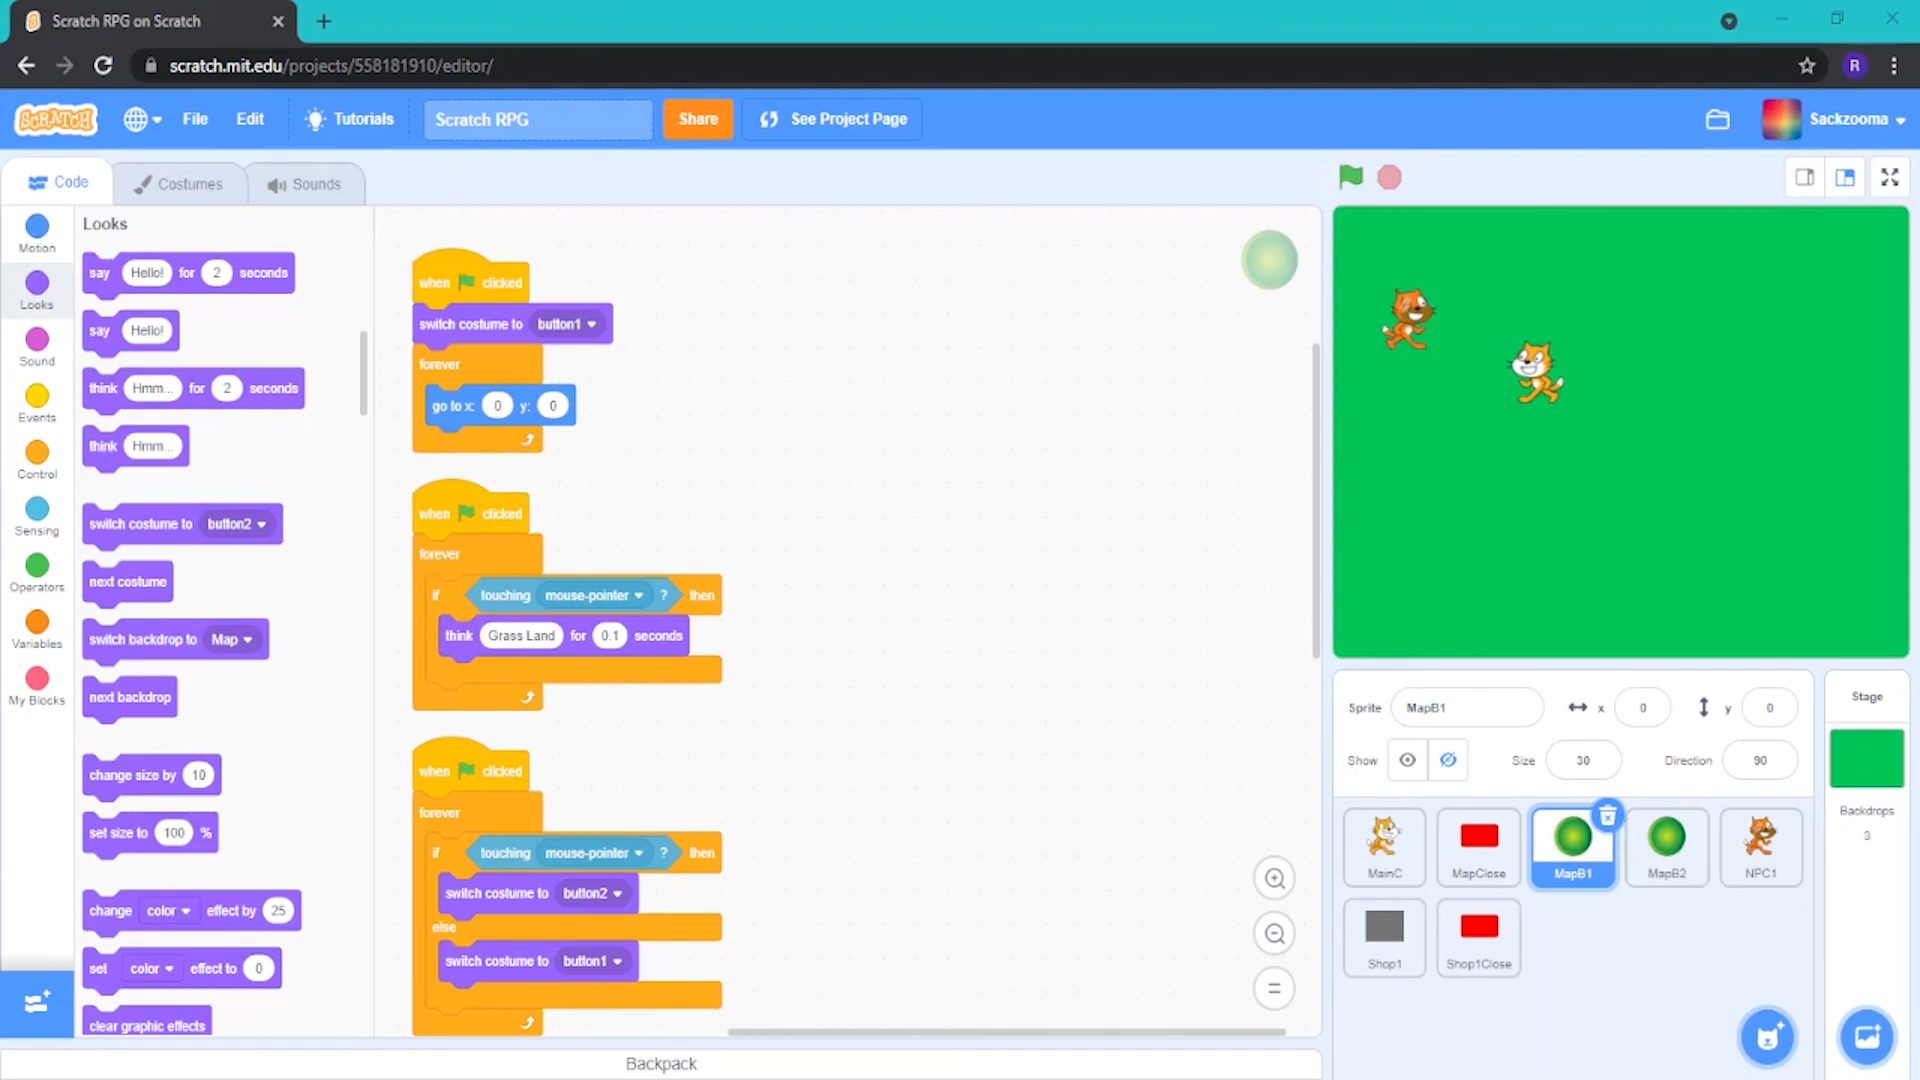 Scratch RPG on Scratch
scratch.mit.edu/projects/558181910/editor/
R
SCRATCH
File
Edit
Tutorials
Scratch RPG
Share
See Project Page
Sackzooma
Code
Costumes
Sounds
Motion
Looks
Sound
Events
Control
Sensing
Operators
Variables
My Blocks
Looks
say Hello! for 2 seconds
say Hello!
think Hmm... for 2 seconds
think Hmm...
switch costume to button2
next costume
switch backdrop to Map
next backdrop
change size by 10
set size to 100 %
change color effect by 25
set color effect to 0
clear graphic effects
when clicked
switch costume to button1
forever
go to x: 0 y: 0
when clicked
forever
if touching mouse-pointer ? then
think Grass Land for 0.1 seconds
when clicked
forever
if touching mouse-pointer ? then
switch costume to button2
else
switch costume to button1
Sprite MapB1 x 0 y 0
Show Size 30 Direction 90
MainC
MapClose
MapB1
MapB2
NPC1
Shop1
Shop1Close
Stage
Backdrops
3
Backpack